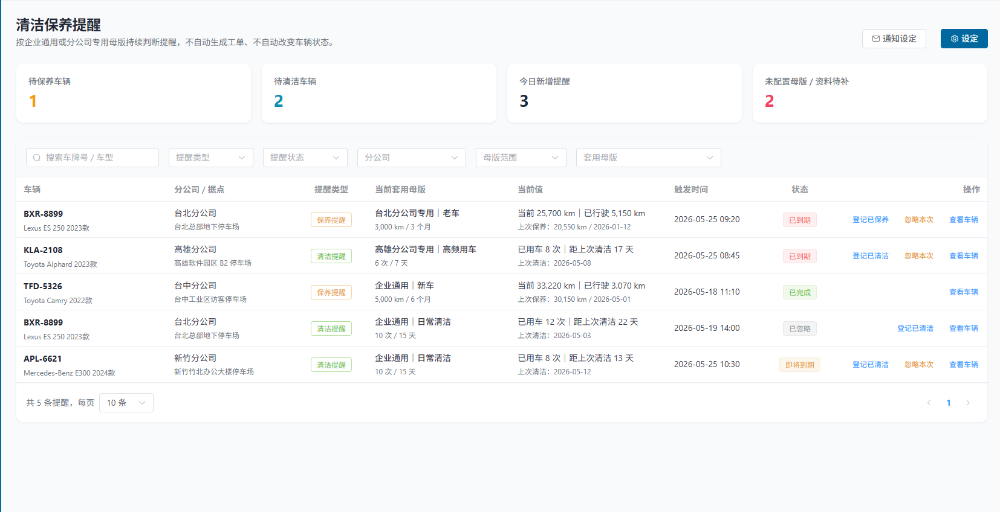 清洁保养提醒
按企业通用或分公司专用母版持续判断提醒，不自动生成工单、不自动改变车辆状态。
通知设定
设定
待保养车辆
1
待清洁车辆
2
今日新增提醒
3
未配置母版 / 资料待补
2
搜索车牌号 / 车型
提醒类型
提醒状态
分公司
母版范围
套用母版
车辆 分公司 / 据点 提醒类型 当前套用母版 当前值 触发时间 状态 操作
BXR-8899 台北分公司 保养提醒 台北分公司专用｜老车 当前 25,700 km｜已行驶 5,150 km 2026-05-25 09:20 已到期 登记已保养 忽略本次 查看车辆
Lexus ES 250 2023款 台北总部地下停车场 3,000 km / 3 个月 上次保养：20,550 km / 2026-01-12
KLA-2108 高雄分公司 清洁提醒 高雄分公司专用｜高频用车 已用车 8 次｜距上次清洁 17 天 2026-05-25 08:45 已到期 登记已清洁 忽略本次 查看车辆
Toyota Alphard 2023款 高雄软件园区 B2 停车场 6 次 / 7 天 上次清洁：2026-05-08
TFD-5326 台中分公司 保养提醒 企业通用｜新车 当前 33,220 km｜已行驶 3,070 km 2026-05-18 11:10 已完成 查看车辆
Toyota Camry 2022款 台中工业区访客停车场 5,000 km / 6 个月 上次保养：30,150 km / 2026-05-01
BXR-8899 台北分公司 清洁提醒 企业通用｜日常清洁 已用车 12 次｜距上次清洁 22 天 2026-05-19 14:00 已忽略 登记已清洁 查看车辆
Lexus ES 250 2023款 台北总部地下停车场 10 次 / 15 天 上次清洁：2026-05-03
APL-6621 新竹分公司 清洁提醒 企业通用｜日常清洁 已用车 8 次｜距上次清洁 13 天 2026-05-25 10:30 即将到期 登记已清洁 忽略本次 查看车辆
Mercedes-Benz E300 2024款 新竹竹北办公大楼停车场 10 次 / 15 天 上次清洁：2026-05-12
共 5 条提醒，每页 10 条 1